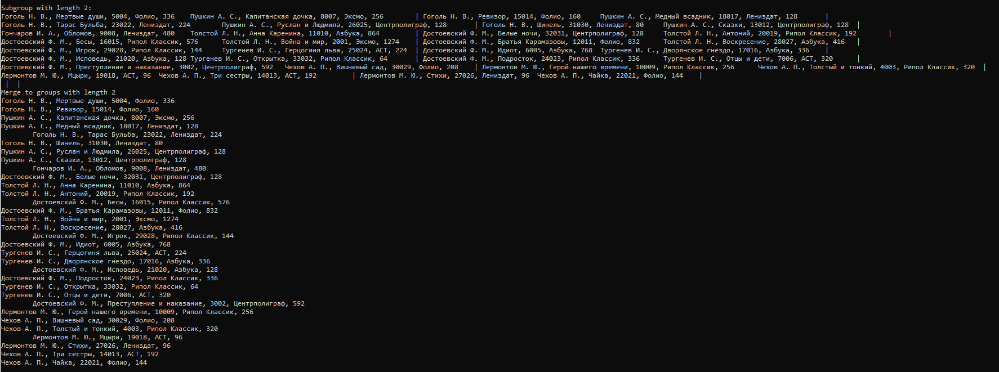 Subgroup with length 2:
Гоголь Н. В., Мертвые души, 5004, Фолио, 336    Пушкин А. С., Капитанская дочка, 8007, Эксмо, 256        | Гоголь Н. В., Ревизор, 15014, Фолио, 160     Пушкин А. С., Медный всадник, 18017, Лениздат, 128       |
Гоголь Н. В., Тарас Бульба, 23022, Лениздат, 224        Пушкин А. С., Руслан и Людмила, 26025, Центрполиграф, 128       | Гоголь Н. В., Шинель, 31030, Лениздат, 80     Пушкин А. С., Сказки, 13012, Центрполиграф, 128  |
Гончаров И. А., Обломов, 9008, Лениздат, 480    Толстой Л. Н., Анна Каренина, 11010, Азбука, 864         | Достоевский Ф. М., Белые ночи, 32031, Центрполиграф, 128     Толстой Л. Н., Антоний, 20019, Рипол Классик, 192        |
Достоевский Ф. М., Бесы, 16015, Рипол Классик, 576      Толстой Л. Н., Война и мир, 2001, Эксмо, 1274    | Достоевский Ф. М., Братья Карамазовы, 12011, Фолио, 832      Толстой Л. Н., Воскресение, 28027, Азбука, 416   |
Достоевский Ф. М., Игрок, 29028, Рипол Классик, 144     Тургенев И. С., Герцогиня льва, 25024, АСТ, 224  | Достоевский Ф. М., Идиот, 6005, Азбука, 768  Тургенев И. С., Дворянское гнездо, 17016, Азбука, 336    |
Достоевский Ф. М., Исповедь, 21020, Азбука, 128 Тургенев И. С., Открытка, 33032, Рипол Классик, 64       | Достоевский Ф. М., Подросток, 24023, Рипол Классик, 336      Тургенев И. С., Отцы и дети, 7006, АСТ, 320      |
Достоевский Ф. М., Преступление и наказание, 3002, Центрполиграф, 592   Чехов А. П., Вишневый сад, 30029, Фолио, 208    | Лермонтов М. Ю., Герой нашего времени, 10009, Рипол Классик, 256      Чехов А. П., Толстый и тонкий, 4003, Рипол Классик, 320  |
Лермонтов М. Ю., Мцыри, 19018, АСТ, 96  Чехов А. П., Три сестры, 14013, АСТ, 192         | Лермонтов М. Ю., Стихи, 27026, Лениздат, 96  Чехов А. П., Чайка, 22021, Фолио, 144    |
 |  |
Merge to groups with length 2
Гоголь Н. В., Мертвые души, 5004, Фолио, 336
Гоголь Н. В., Ревизор, 15014, Фолио, 160
Пушкин А. С., Капитанская дочка, 8007, Эксмо, 256
Пушкин А. С., Медный всадник, 18017, Лениздат, 128
        Гоголь Н. В., Тарас Бульба, 23022, Лениздат, 224
Гоголь Н. В., Шинель, 31030, Лениздат, 80
Пушкин А. С., Руслан и Людмила, 26025, Центрполиграф, 128
Пушкин А. С., Сказки, 13012, Центрполиграф, 128
        Гончаров И. А., Обломов, 9008, Лениздат, 480
Достоевский Ф. М., Белые ночи, 32031, Центрполиграф, 128
Толстой Л. Н., Анна Каренина, 11010, Азбука, 864
Толстой Л. Н., Антоний, 20019, Рипол Классик, 192
        Достоевский Ф. М., Бесы, 16015, Рипол Классик, 576
Достоевский Ф. М., Братья Карамазовы, 12011, Фолио, 832
Толстой Л. Н., Война и мир, 2001, Эксмо, 1274
Толстой Л. Н., Воскресение, 28027, Азбука, 416
        Достоевский Ф. М., Игрок, 29028, Рипол Классик, 144
Достоевский Ф. М., Идиот, 6005, Азбука, 768
Тургенев И. С., Герцогиня льва, 25024, АСТ, 224
Тургенев И. С., Дворянское гнездо, 17016, Азбука, 336
        Достоевский Ф. М., Исповедь, 21020, Азбука, 128
Достоевский Ф. М., Подросток, 24023, Рипол Классик, 336
Тургенев И. С., Открытка, 33032, Рипол Классик, 64
Тургенев И. С., Отцы и дети, 7006, АСТ, 320
        Достоевский Ф. М., Преступление и наказание, 3002, Центрполиграф, 592
Лермонтов М. Ю., Герой нашего времени, 10009, Рипол Классик, 256
Чехов А. П., Вишневый сад, 30029, Фолио, 208
Чехов А. П., Толстый и тонкий, 4003, Рипол Классик, 320
        Лермонтов М. Ю., Мцыри, 19018, АСТ, 96
Лермонтов М. Ю., Стихи, 27026, Лениздат, 96
Чехов А. П., Три сестры, 14013, АСТ, 192
Чехов А. П., Чайка, 22021, Фолио, 144